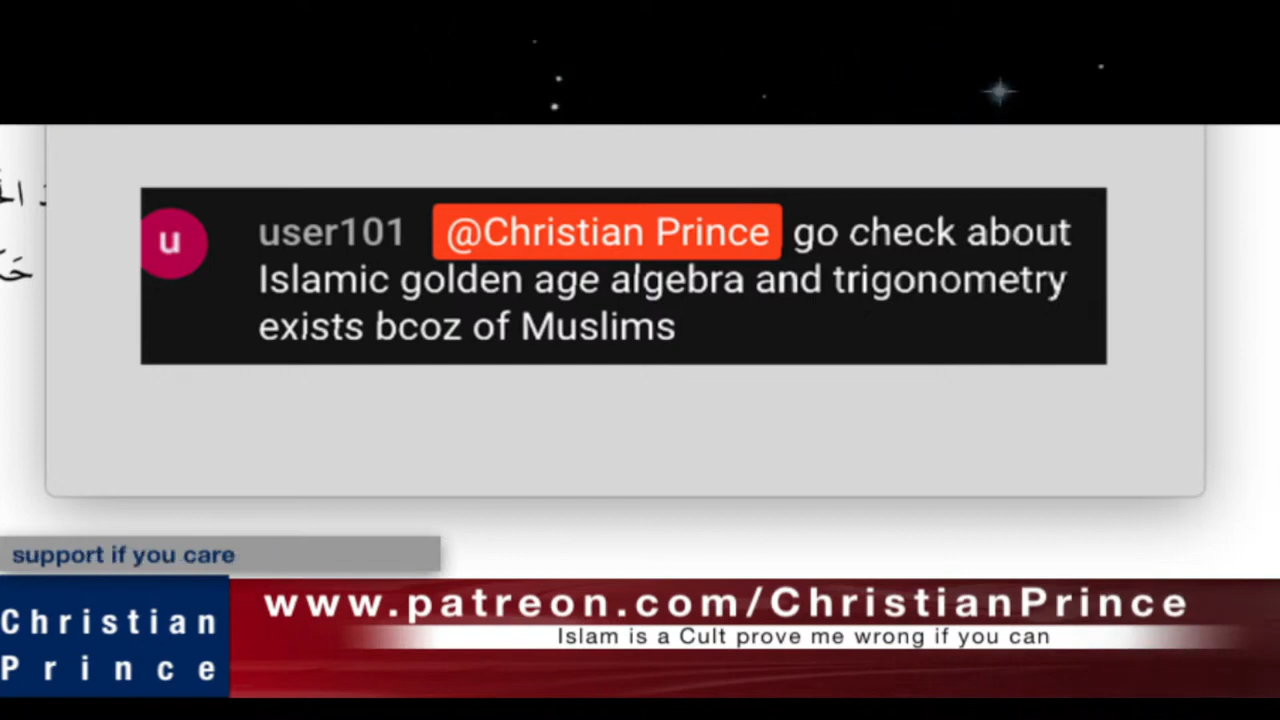 user101 @Christian Prince go check about
Islamic golden age algebra and trigonometry
exists bcoz of Muslims
u
support if you care
Christian
Prince
www.patreon.com/ChristianPrince
Islam is a Cult prove me wrong if you can